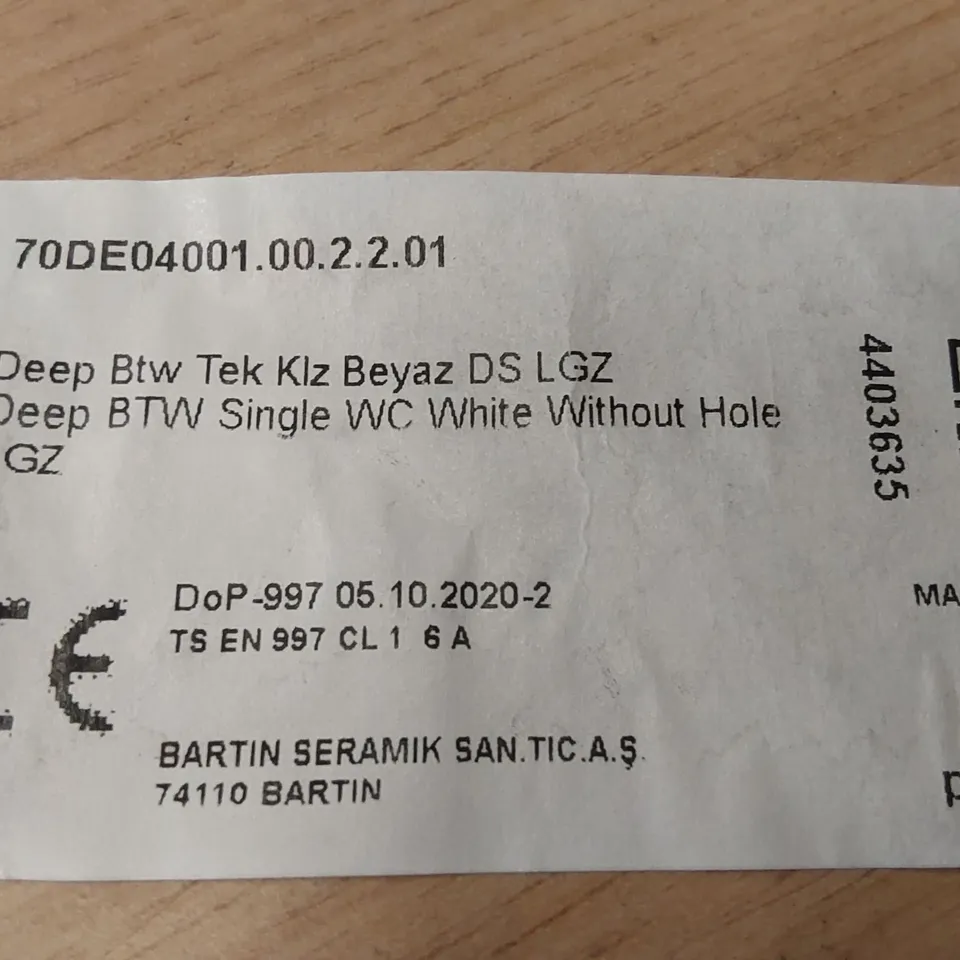 70DE04001.00.2.2.01
Deep Btw Tek Klz Beyaz DS LGZ
Deep BTW Single WC White Without Hole
GZ
4403635
CE
DoP-997 05.10.2020-2
TS EN 997 CL 1 6 A
MA
BARTIN SERAMIK SAN.TIC.A.Ş.
74110 BARTIN